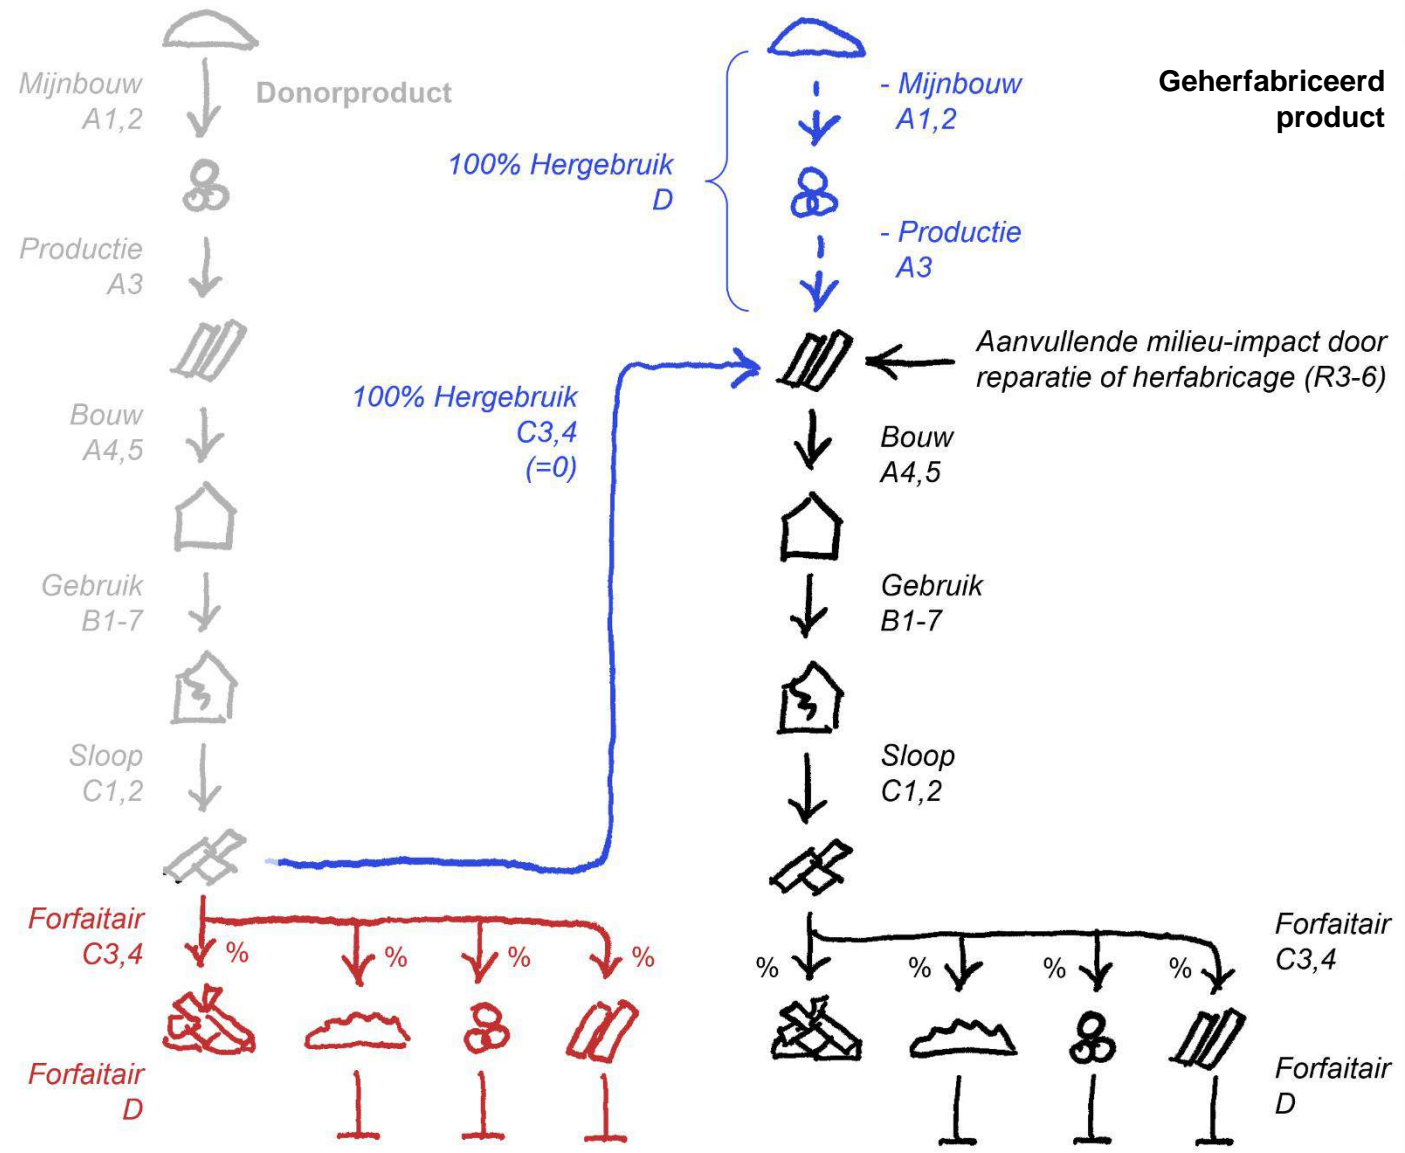 Mijnbouw
A1,2
Donorproduct
Productie
A3
Bouw
A4,5
Gebruik
B1-7
Sloop
C1,2
Forfaitair
C3,4
%
%
%
%
Forfaitair
D
100% Hergebruik
D
100% Hergebruik
C3,4
(=0)
- Mijnbouw
A1,2
- Productie
A3
Geherfabriceerd
product
Aanvullende milieu-impact door
reparatie of herfabricage (R3-6)
Bouw
A4,5
Gebruik
B1-7
Sloop
C1,2
%
%
%
%
Forfaitair
C3,4
Forfaitair
D